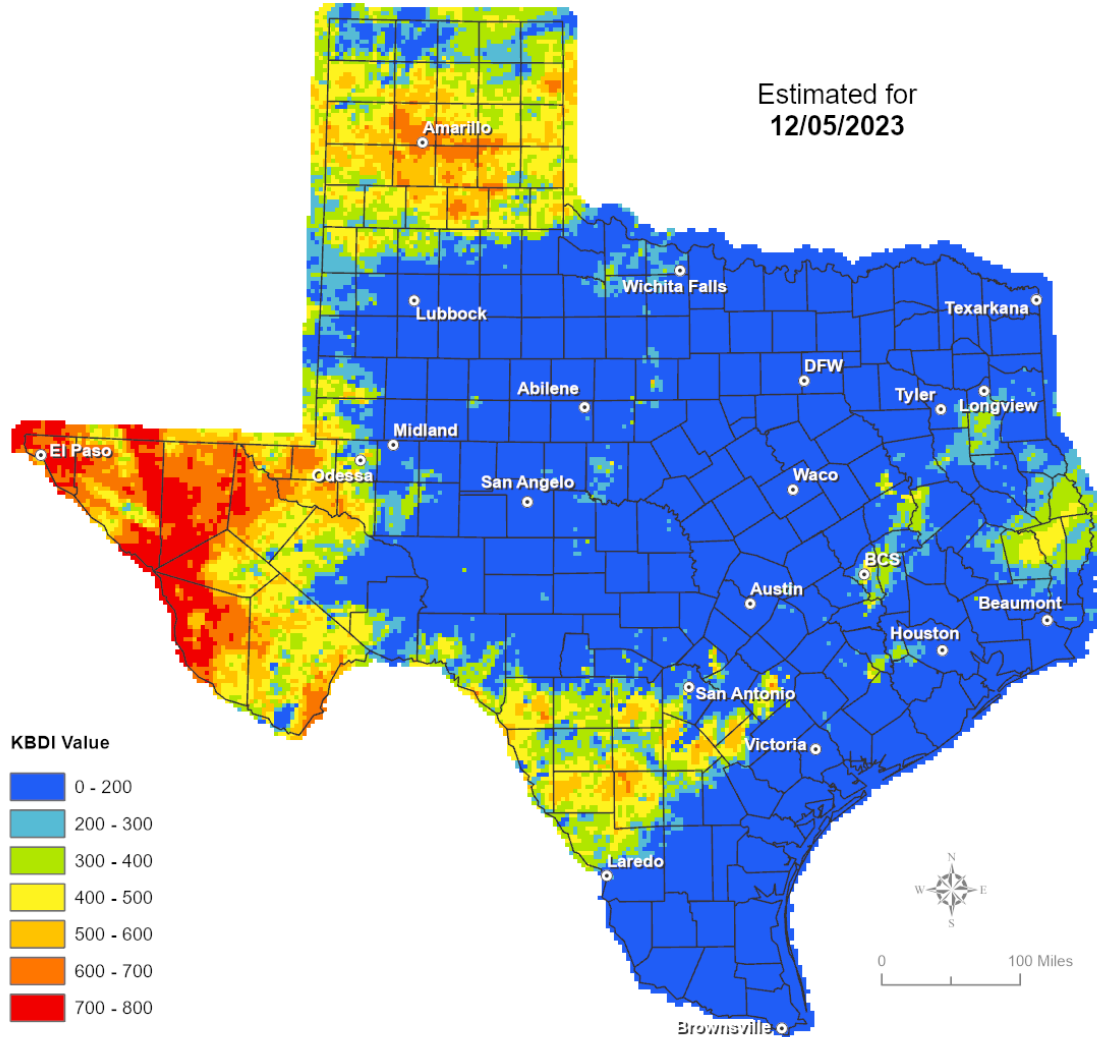 Estimated for
12/05/2023
Amarillo
Wichita Falls
Lubbock
Texarkana
DFW
Abilene
Tyler
Longview
Midland
El Paso
Odessa
San Angelo
Waco
BCS
Austin
Beaumont
Houston
San Antonio
Victoria
Laredo
Brownsville
KBDI Value
0 - 200
200 - 300
300 - 400
400 - 500
500 - 600
600 - 700
700 - 800
N
W
E
S
0
100 Miles